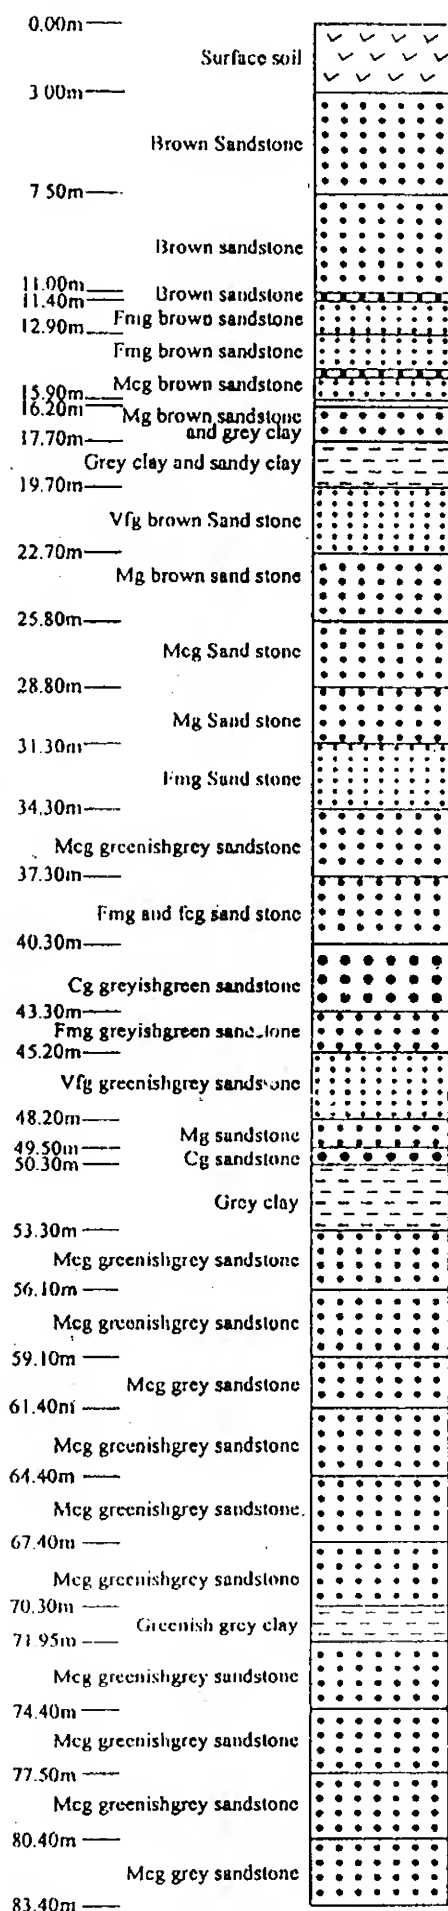 0.00m
Surface soil
3.00m
Brown Sandstone
7.50m
Brown sandstone
11.00m
Brown sandstone
11.40m
Fmg brown sandstone
12.90m
Fmg brown sandstone
Mcg brown sandstone
15.90m
16.20m
Mg brown sandstone
and grey clay
17.70m
Grey clay and sandy clay
19.70m
Vfg brown Sand stone
22.70m
Mg brown sand stone
25.80m
Mcg Sand stone
28.80m
Mg Sand stone
31.30m
Fmg Sand stone
34.30m
Mcg greenishgrey sandstone
37.30m
Fmg and fcg sand stone
40.30m
Cg greyishgreen sandstone
43.30m
Fmg greyishgreen sandstone
45.20m
Vfg greenishgrey sandstone
48.20m
Mg sandstone
49.50m
Cg sandstone
50.30m
Grey clay
53.30m
Mcg greenishgrey sandstone
56.10m
Mcg greenishgrey sandstone
59.10m
Mcg grey sandstone
61.40m
Mcg greenishgrey sandstone
64.40m
Mcg greenishgrey sandstone.
67.40m
Mcg greenishgrey sandstone
70.30m
Greenish grey clay
71.95m
Mcg greenishgrey sandstone
74.40m
Mcg greenishgrey sandstone
77.50m
Mcg greenishgrey sandstone
80.40m
Mcg grey sandstone
83.40m